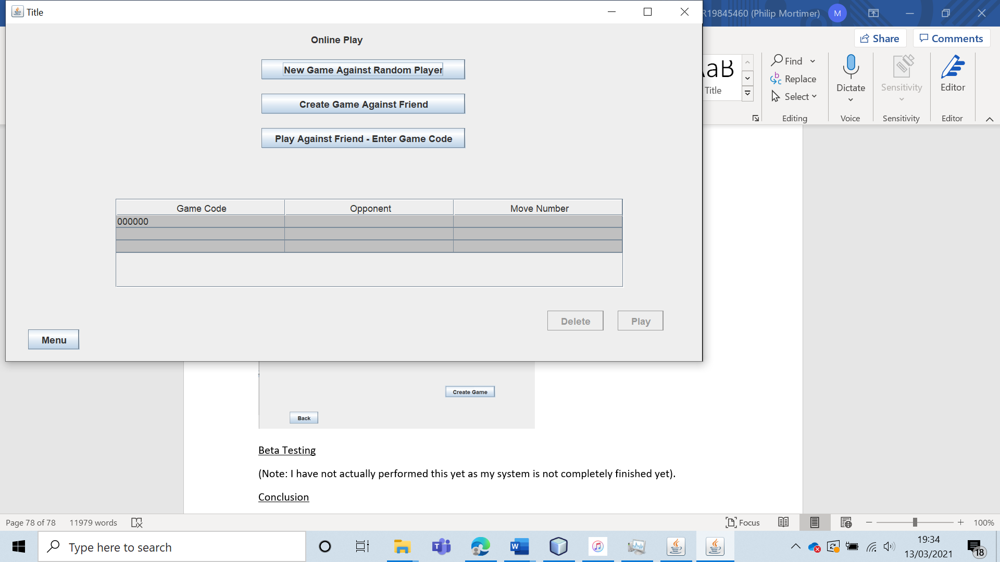 Title
Online Play
New Game Against Random Player
Create Game Against Friend
Play Against Friend - Enter Game Code
Game Code Opponent Move Number
000000
Delete Play
Menu
R19845460 (Philip Mortimer) M
Share Comments
AaB
Title
Find
Replace
Select
Editing
Dictate
Voice
Sensitivity
Sensitivity
Editor
Editor
Create Game
Back
Beta Testing
(Note: I have not actually performed this yet as my system is not completely finished yet).
Conclusion
Page 78 of 78 11979 words Focus 100%
Type here to search
19:34
13/03/2021
18